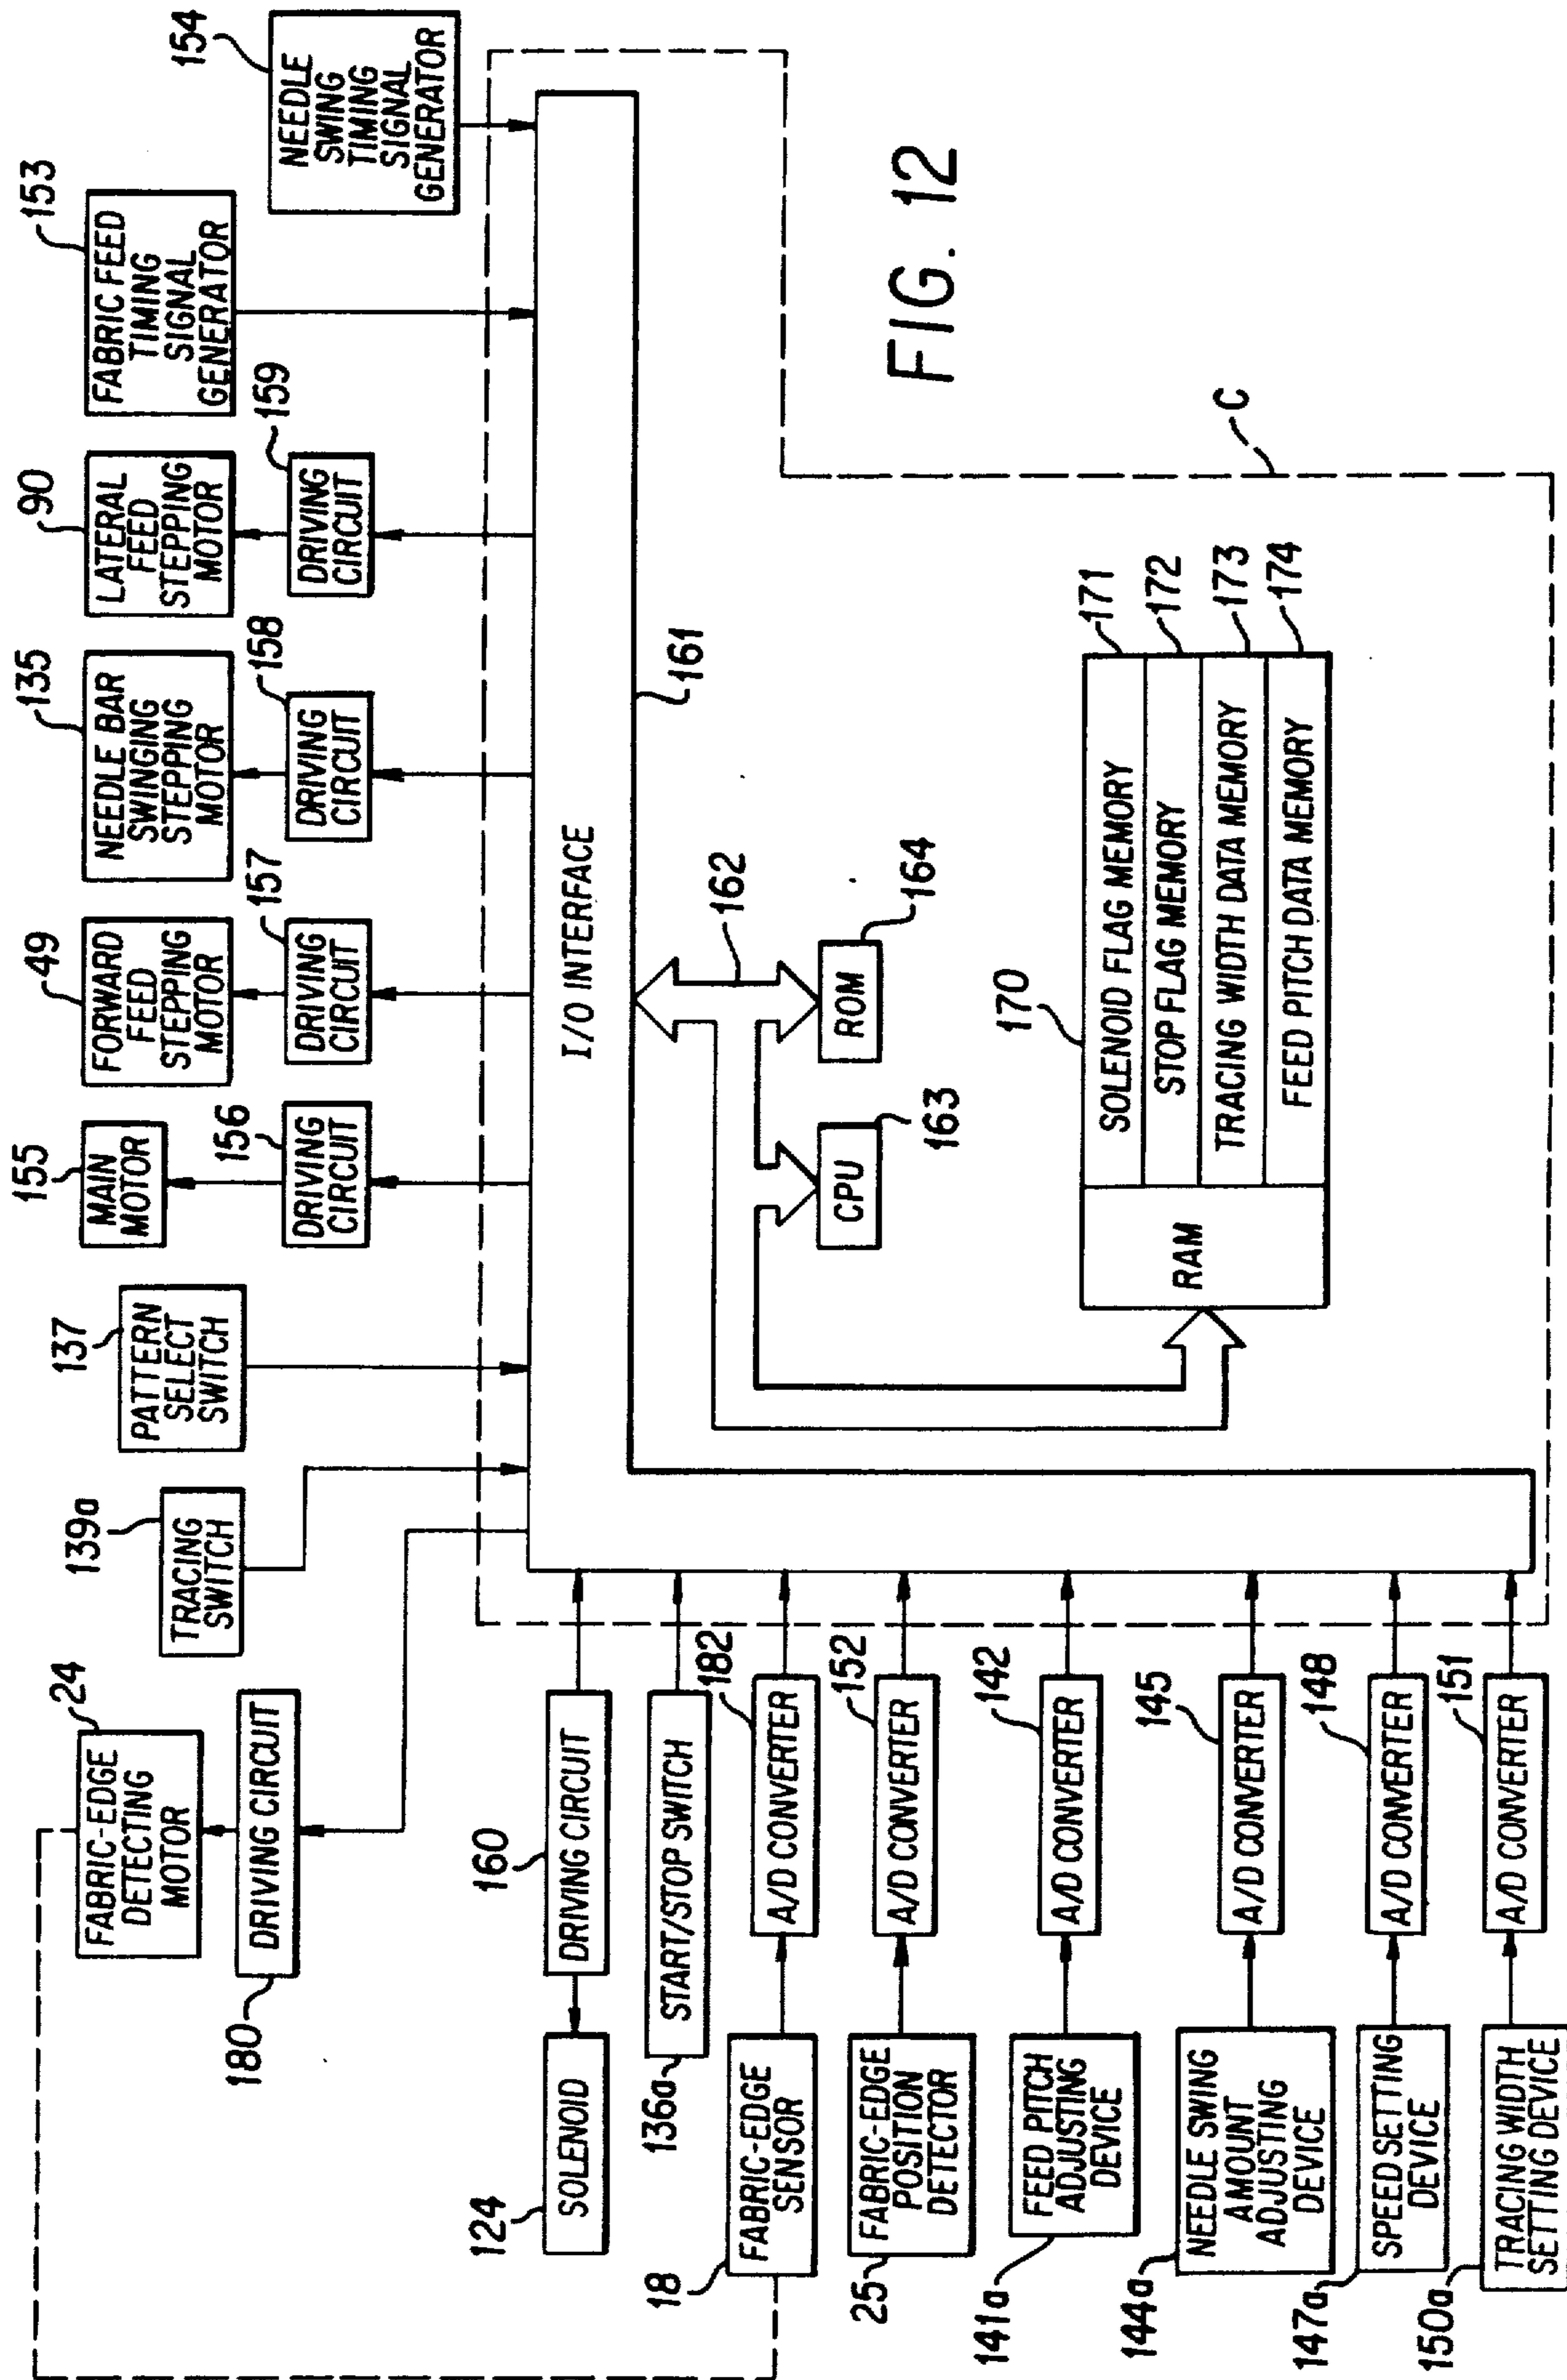 24
FABRIC-EDGE
DETECTING
MOTOR
180
DRIVING CIRCUIT
139a
TRACING
SWITCH
137
PATTERN
SELECT
SWITCH
155
MAIN
MOTOR
156
DRIVING
CIRCUIT
49
FORWARD
FEED
STEPPING
MOTOR
157
DRIVING
CIRCUIT
135
NEEDLE BAR
SWINGING
STEPPING
MOTOR
158
DRIVING
CIRCUIT
90
LATERAL
FEED
STEPPING
MOTOR
159
DRIVING
CIRCUIT
153
FABRIC FEED
TIMING
SIGNAL
GENERATOR
154
NEEDLE
SWING
TIMING
SIGNAL
GENERATOR
124
SOLENOID
160
DRIVING CIRCUIT
136a
START/STOP SWITCH
18
FABRIC-EDGE
SENSOR
182
A/D CONVERTER
25
FABRIC-EDGE
POSITION
DETECTOR
152
A/D CONVERTER
141a
FEED PITCH
ADJUSTING
DEVICE
142
A/D CONVERTER
144a
NEEDLE SWING
AMOUNT
ADJUSTING
DEVICE
145
A/D CONVERTER
147a
SPEED SETTING
DEVICE
148
A/D CONVERTER
150a
TRACING WIDTH
SETTING DEVICE
151
A/D CONVERTER
I/O INTERFACE
161
162
CPU
163
ROM
164
170
RAM
SOLENOID FLAG MEMORY
171
STOP FLAG MEMORY
172
TRACING WIDTH DATA MEMORY
173
FEED PITCH DATA MEMORY
174
C
FIG. 12